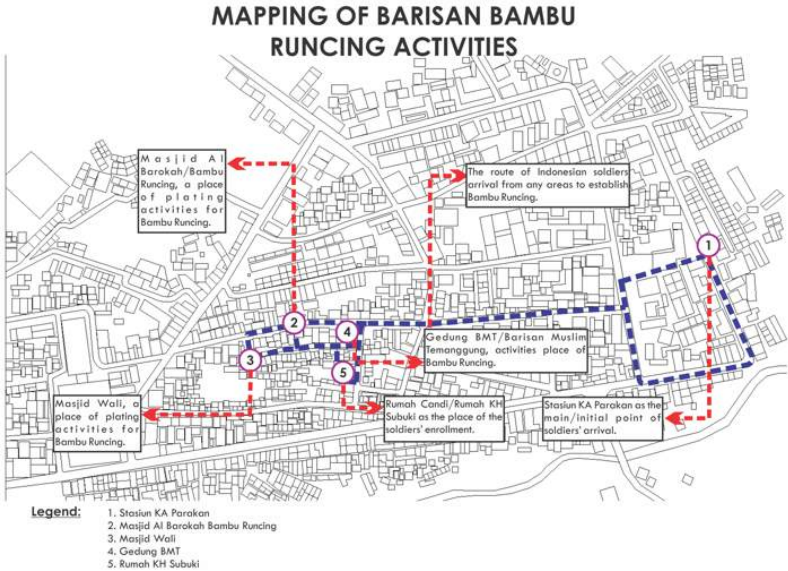 MAPPING OF BARISAN BAMBU
RUNCING ACTIVITIES
Masjid Al
Barokah/Bambu
Runcing, a place
of plating
activities for
Bambu Runcing.
The route of Indonesian soldiers
arrival from any areas to establish
Bambu Runcing.
1
2
4
3
5
Gedung BMT/Barisan Muslim
Temanggung, activities place of
Bambu Runcing.
Masjid Wali, a
place of plating
activities for
Bambu Runcing.
Rumah Candi/Rumah KH
Subuki as the place of the
soldiers' enrollment.
Stasiun KA Parakan as the
main/initial point of
soldiers' arrival.
Legend:
1. Stasiun KA Parakan
2. Masjid Al Barokah Bambu Runcing
3. Masjid Wali
4. Gedung BMT
5. Rumah KH Subuki